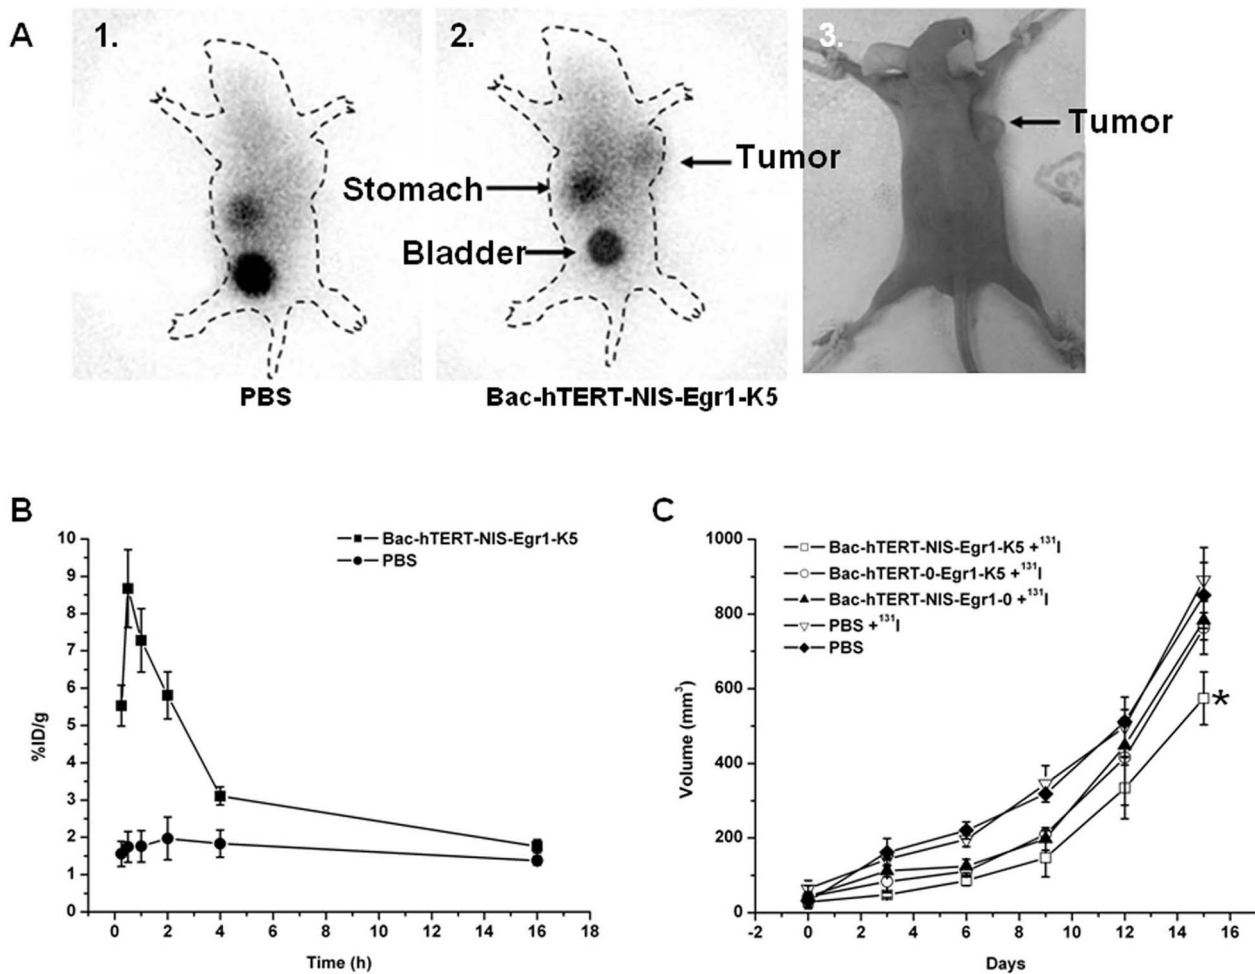 A
1.
2.
3.
Tumor
Tumor
Stomach
Bladder
PBS
Bac-hTERT-NIS-Egr1-K5
B
Bac-hTERT-NIS-Egr1-K5
PBS
10
9
8
7
6
5
4
3
2
1
0
%ID/g
0 2 4 6 8 10 12 14 16 18
Time (h)
C
Bac-hTERT-NIS-Egr1-K5 +¹³¹I
Bac-hTERT-0-Egr1-K5 +¹³¹I
Bac-hTERT-NIS-Egr1-0 +¹³¹I
PBS +¹³¹I
PBS
1000
800
600
400
200
0
Volume (mm³)
*
-2 0 2 4 6 8 10 12 14 16
Days